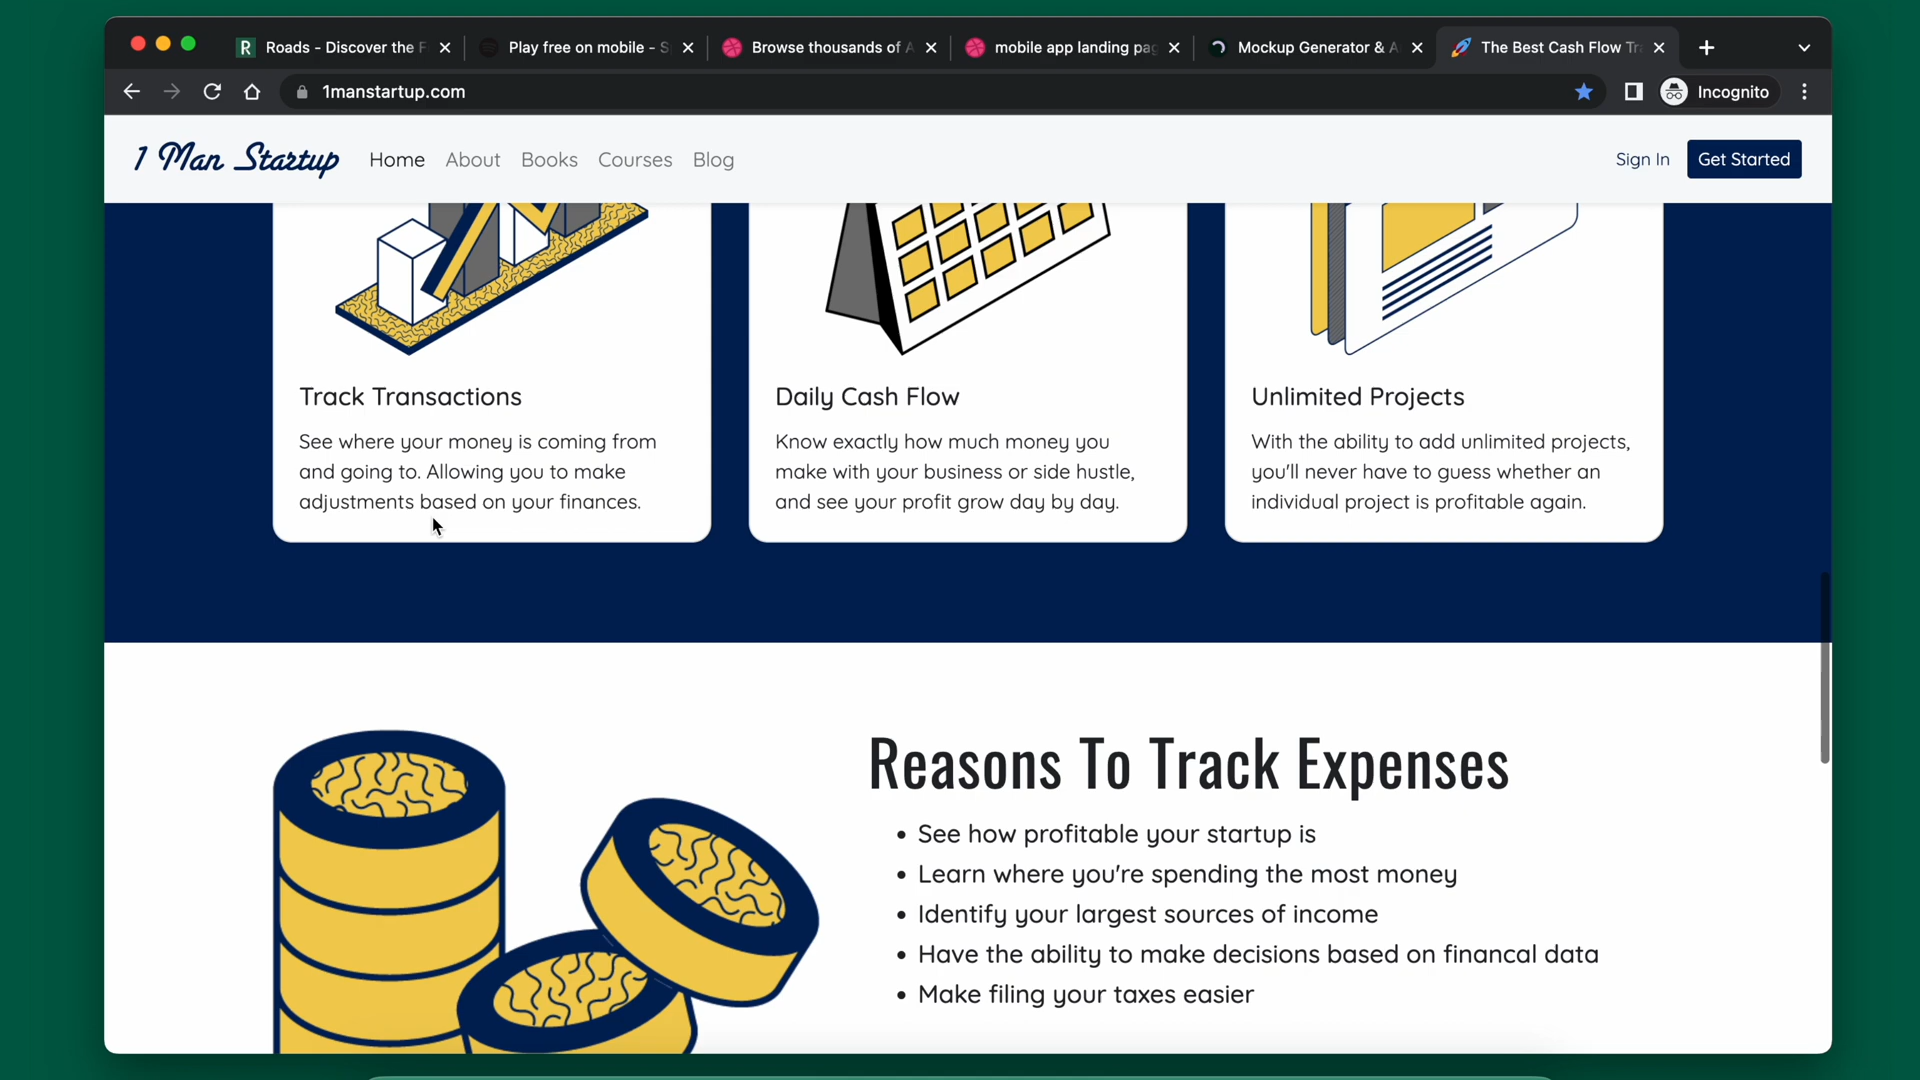 Roads - Discover the F
Play free on mobile - S
Browse thousands of A
mobile app landing pag
Mockup Generator & A
The Best Cash Flow Tr
1manstartup.com
Incognito
1 Man Startup
Home
About
Books
Courses
Blog
Sign In
Get Started
Track Transactions
See where your money is coming from
and going to. Allowing you to make
adjustments based on your finances.
Daily Cash Flow
Know exactly how much money you
make with your business or side hustle,
and see your profit grow day by day.
Unlimited Projects
With the ability to add unlimited projects,
you'll never have to guess whether an
individual project is profitable again.
Reasons To Track Expenses
• See how profitable your startup is
• Learn where you're spending the most money
• Identify your largest sources of income
• Have the ability to make decisions based on financal data
• Make filing your taxes easier